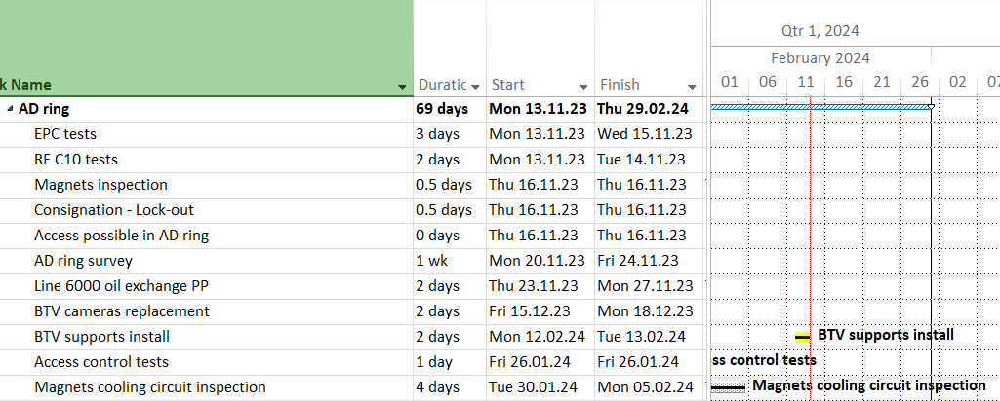 Qtr 1, 2024
February 2024
k Name Duratic Start Finish 01 06 11 16 21 26 02 07
AD ring 69 days Mon 13.11.23 Thu 29.02.24
EPC tests 3 days Mon 13.11.23 Wed 15.11.23
RF C10 tests 2 days Mon 13.11.23 Tue 14.11.23
Magnets inspection 0.5 days Thu 16.11.23 Thu 16.11.23
Consignation - Lock-out 0.5 days Thu 16.11.23 Thu 16.11.23
Access possible in AD ring 0 days Thu 16.11.23 Thu 16.11.23
AD ring survey 1 wk Mon 20.11.23 Fri 24.11.23
Line 6000 oil exchange PP 2 days Thu 23.11.23 Mon 27.11.23
BTV cameras replacement 2 days Fri 15.12.23 Mon 18.12.23
BTV supports install 2 days Mon 12.02.24 Tue 13.02.24 BTV supports install
Access control tests 1 day Fri 26.01.24 Fri 26.01.24 ss control tests
Magnets cooling circuit inspection 4 days Tue 30.01.24 Mon 05.02.24 Magnets cooling circuit inspection